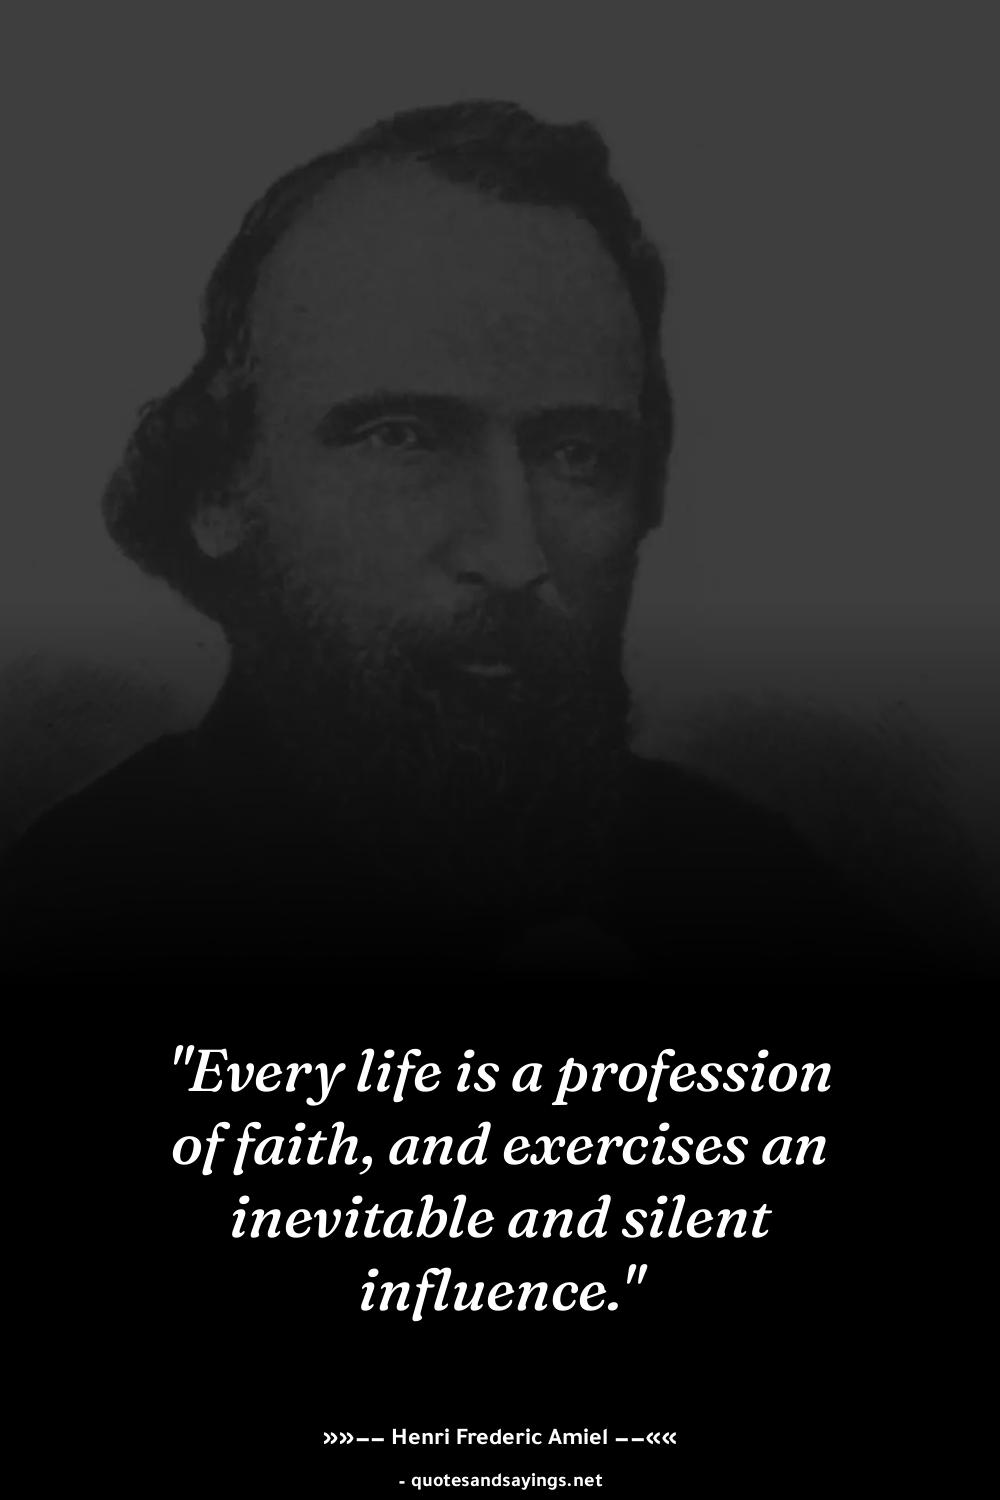 "Every life is a profession
of faith, and exercises an
inevitable and silent
influence."
»»−− Henri Frederic Amiel −−««
- quotesandsayings.net